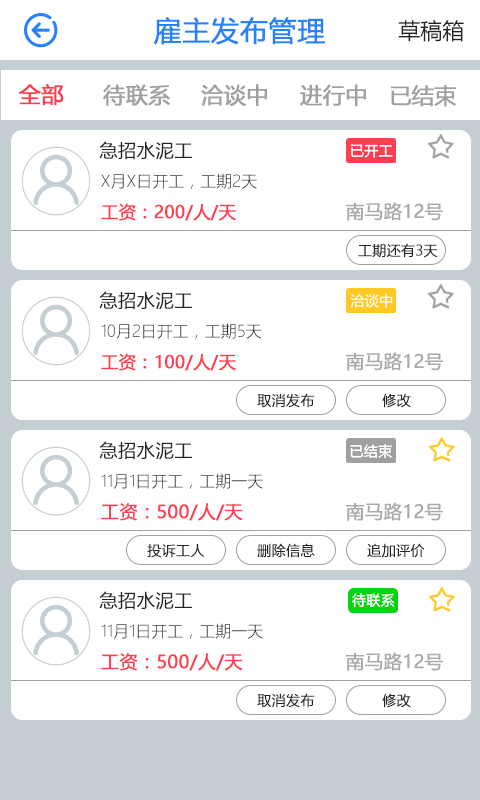 雇主发布管理 草稿箱
全部 待联系 洽谈中 进行中 已结束
急招水泥工 已开工
X月X日开工，工期2天
工资：200/人/天 南马路12号
工期还有3天
急招水泥工 洽谈中
10月2日开工，工期5天
工资：100/人/天 南马路12号
取消发布 修改
急招水泥工 已结束
11月1日开工，工期一天
工资：500/人/天 南马路12号
投诉工人 删除信息 追加评价
急招水泥工 待联系
11月1日开工，工期一天
工资：500/人/天 南马路12号
取消发布 修改